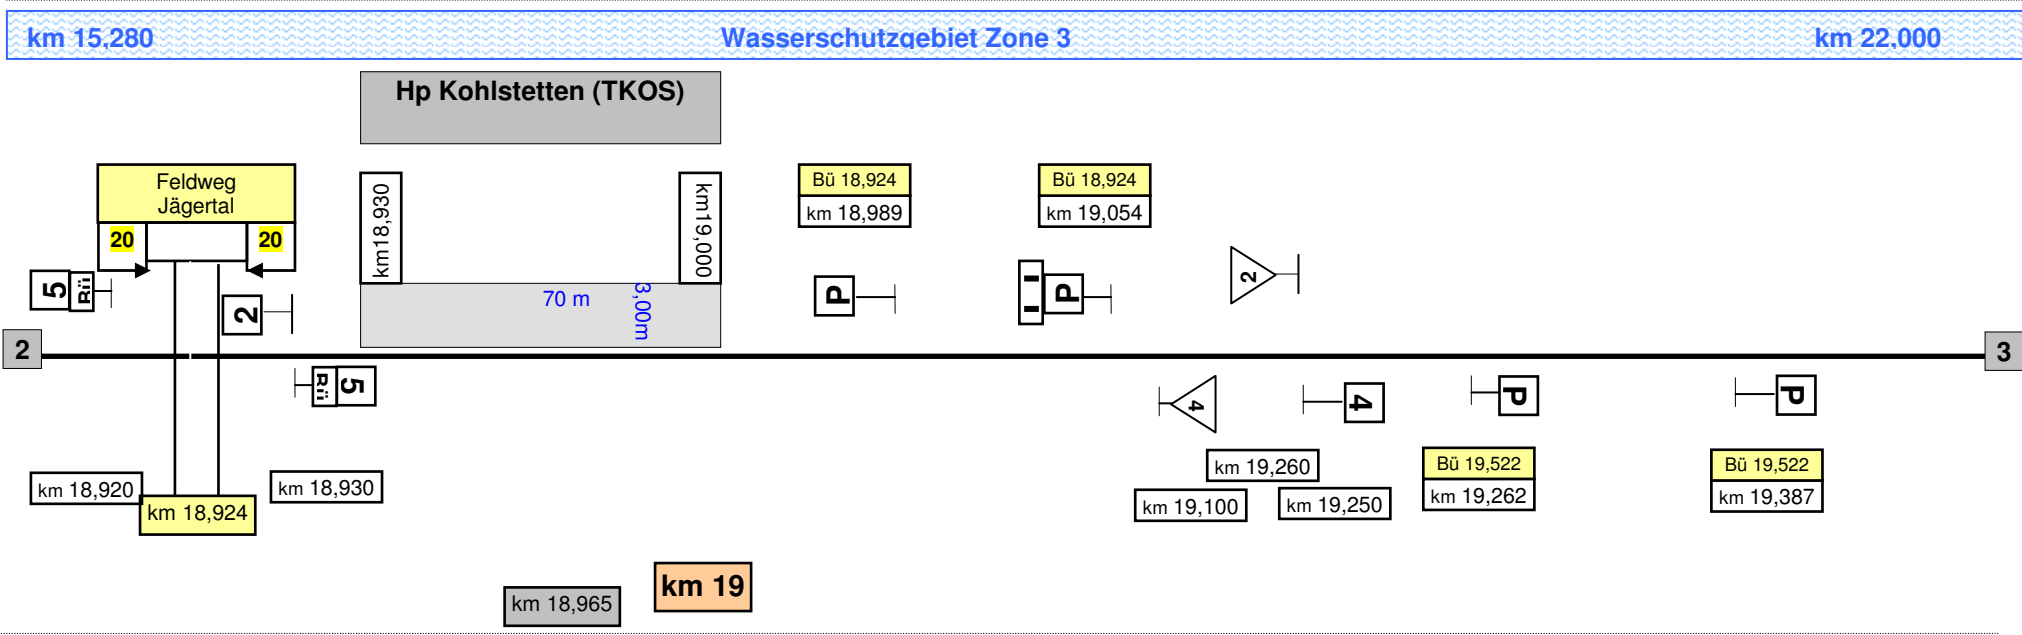 km 15,280
Wasserschutzgebiet Zone 3
km 22,000
Hp Kohlstetten (TKOS)
Feldweg
Jägertal
20
20
km18,930
km19,000
70 m
3,00m
Bü 18,924
km 18,989
Bü 18,924
km 19,054
5
Rü
2
P
P
2
2
3
Rü
5
4
4
P
P
km 18,920
km 18,924
km 18,930
km 19,260
km 19,100
km 19,250
Bü 19,522
km 19,262
Bü 19,522
km 19,387
km 18,965
km 19